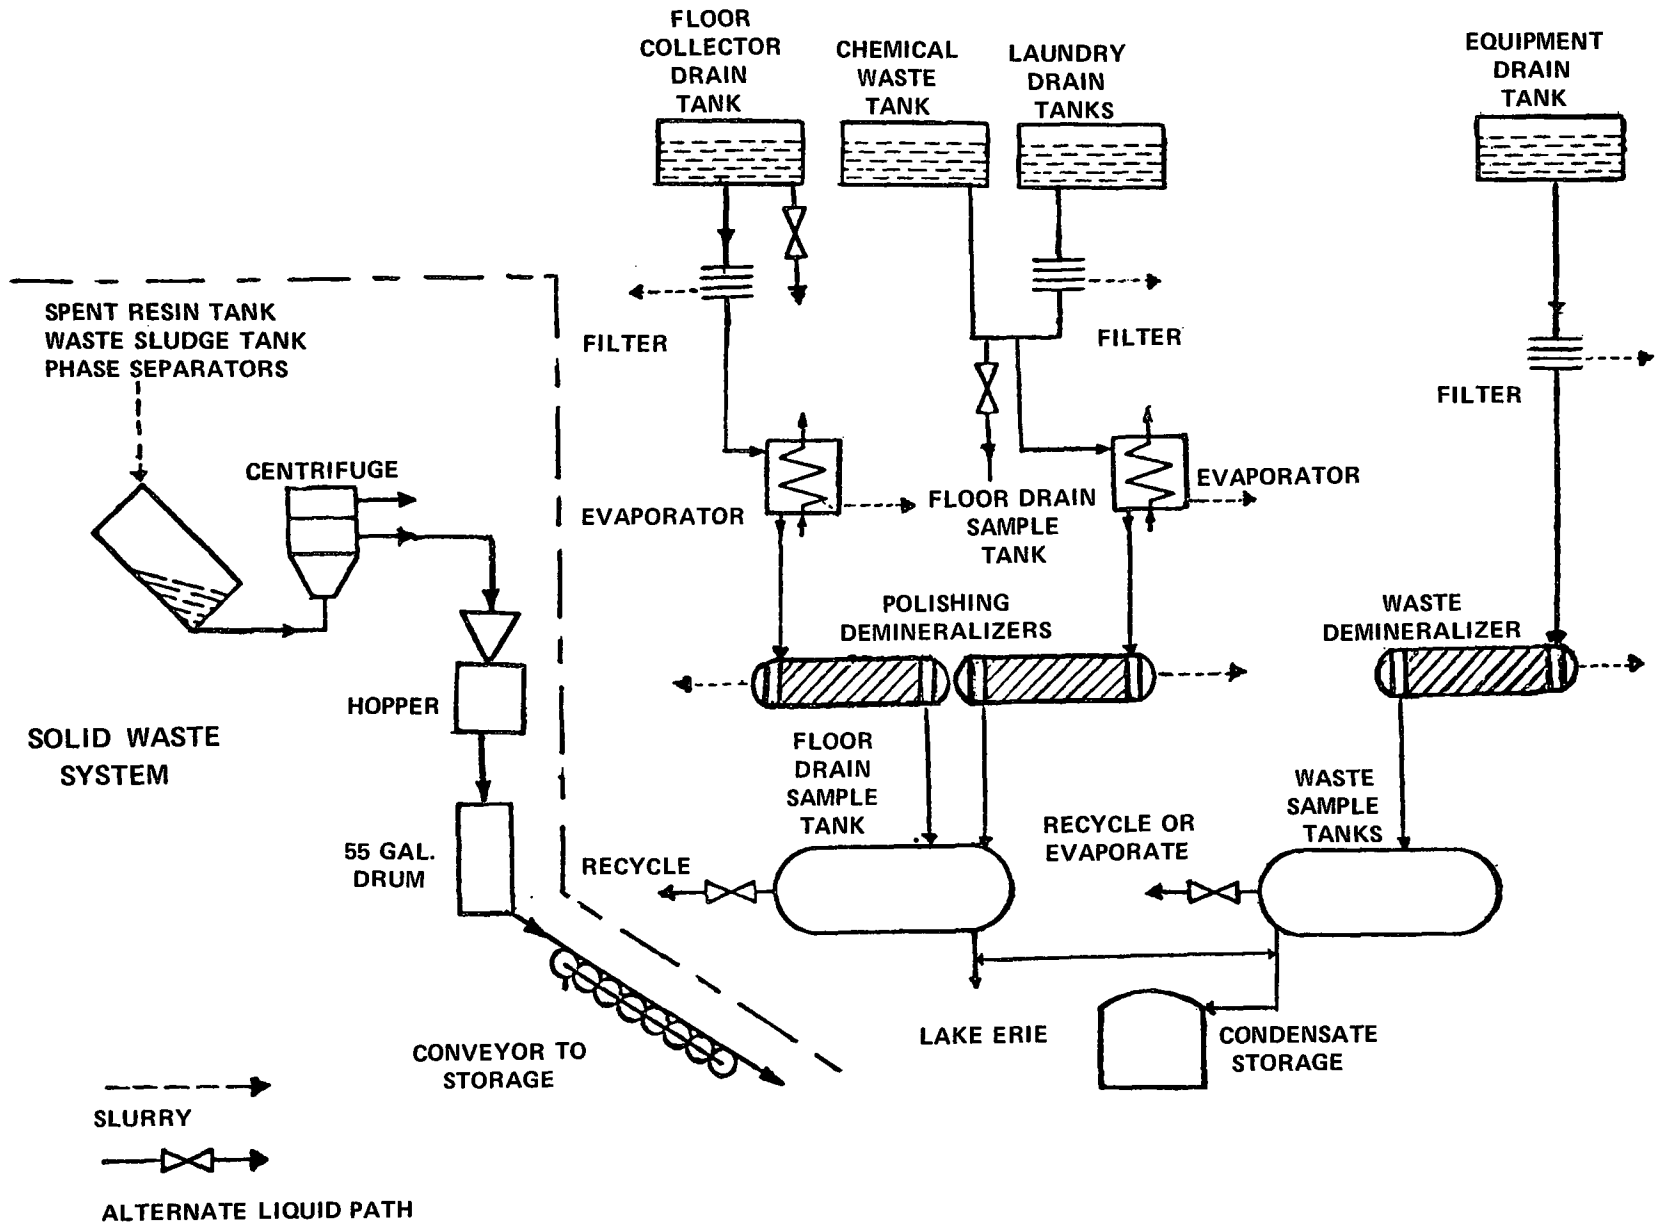 FLOOR
COLLECTOR
DRAIN
TANK
CHEMICAL
WASTE
TANK
LAUNDRY
DRAIN
TANKS
EQUIPMENT
DRAIN
TANK
SPENT RESIN TANK
WASTE SLUDGE TANK
PHASE SEPARATORS
FILTER
FILTER
FILTER
CENTRIFUGE
EVAPORATOR
FLOOR DRAIN
SAMPLE
TANK
EVAPORATOR
POLISHING
DEMINERALIZERS
WASTE
DEMINERALIZER
HOPPER
SOLID WASTE
SYSTEM
FLOOR
DRAIN
SAMPLE
TANK
WASTE
SAMPLE
TANKS
55 GAL.
DRUM
RECYCLE
RECYCLE OR
EVAPORATE
CONVEYOR TO
STORAGE
LAKE ERIE
CONDENSATE
STORAGE
SLURRY
ALTERNATE LIQUID PATH